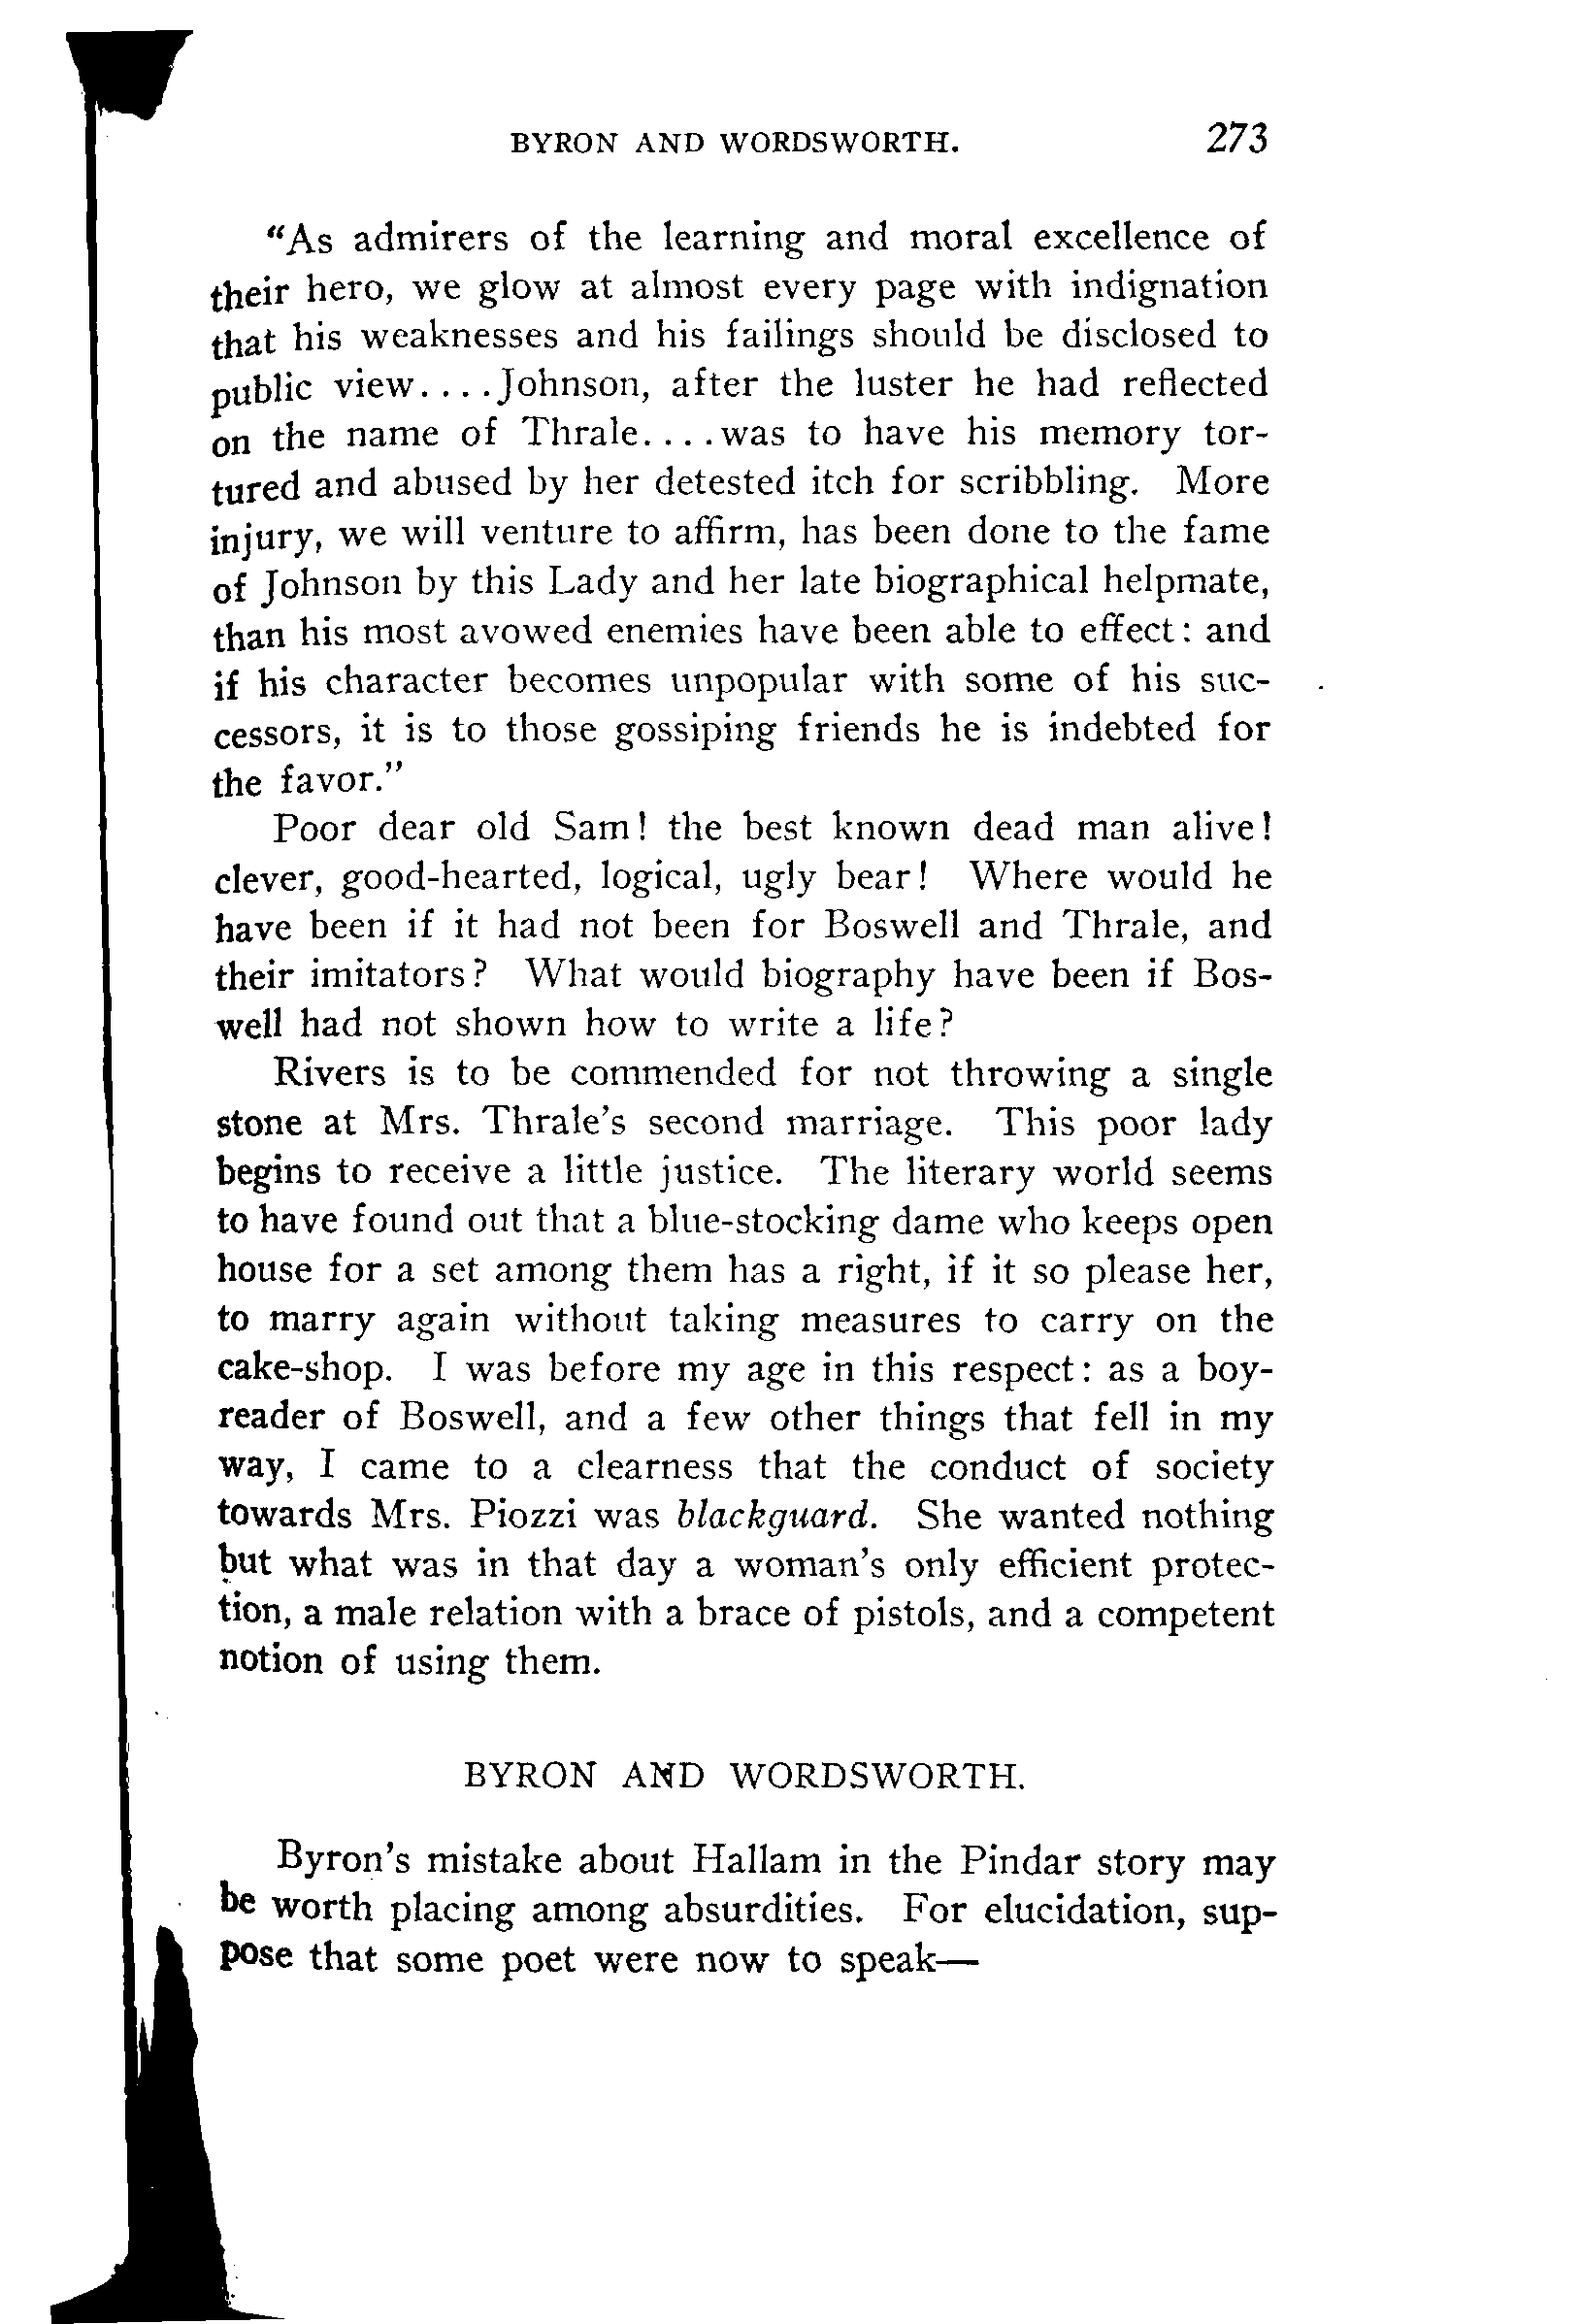 BYRON AND WORDSWORTH. 273
"As admirers of the learning and moral excellence of
their hero, we glow at almost every page with indignation
that his weaknesses and his failings should be disclosed to
public view....Johnson, after the luster he had reflected
on the name of Thrale....was to have his memory tor-
tured and abused by her detested itch for scribbling. More
injury, we will venture to affirm, has been done to the fame
of Johnson by this Lady and her late biographical helpmate,
than his most avowed enemies have been able to effect: and
if his character becomes unpopular with some of his suc-
cessors, it is to those gossiping friends he is indebted for
the favor."
Poor dear old Sam! the best known dead man alive!
clever, good-hearted, logical, ugly bear! Where would he
have been if it had not been for Boswell and Thrale, and
their imitators? What would biography have been if Bos-
well had not shown how to write a life?
Rivers is to be commended for not throwing a single
stone at Mrs. Thrale's second marriage. This poor lady
begins to receive a little justice. The literary world seems
to have found out that a blue-stocking dame who keeps open
house for a set among them has a right, if it so please her,
to marry again without taking measures to carry on the
cake-shop. I was before my age in this respect: as a boy-
reader of Boswell, and a few other things that fell in my
way, I came to a clearness that the conduct of society
towards Mrs. Piozzi was blackguard. She wanted nothing
but what was in that day a woman's only efficient protec-
tion, a male relation with a brace of pistols, and a competent
notion of using them.
BYRON AND WORDSWORTH.
Byron's mistake about Hallam in the Pindar story may
be worth placing among absurdities. For elucidation, sup-
pose that some poet were now to speak—